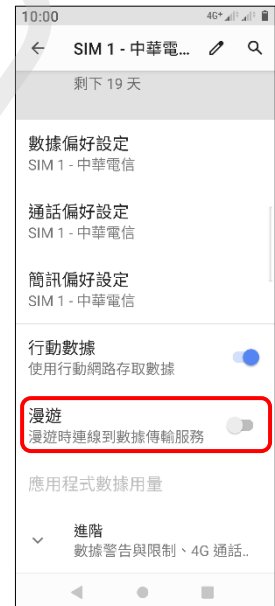 10:00 4G+
SIM 1 - 中華電...
剩下 19 天
數據偏好設定
SIM 1 - 中華電信
通話偏好設定
SIM 1 - 中華電信
簡訊偏好設定
SIM 1 - 中華電信
行動數據
使用行動網路存取數據
漫遊
漫遊時連線到數據傳輸服務
應用程式數據用量
進階
數據警告與限制、4G 通話..